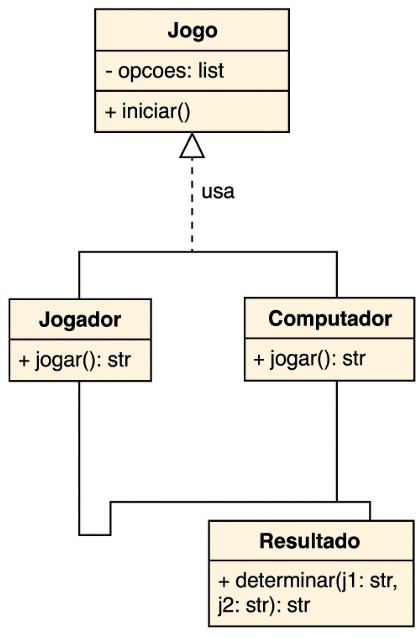 Jogo
- opcoes: list
+ iniciar()
usa
Jogador
+ jogar(): str
Computador
+ jogar(): str
Resultado
+ determinar(j1: str,
j2: str): str